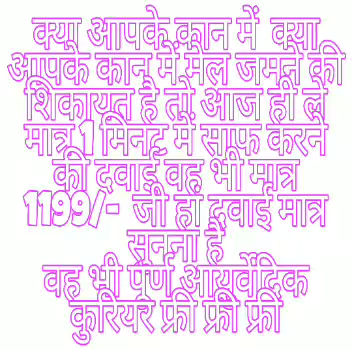 क्या आपके कान में  क्या
आपके कान में मैल जमने की
शिकायत है तो आज ही ले
मात्र 1 मिनट में साफ करने
की दवाई वह भी मात्र
1199/-  जी हां दवाई मात्र
सुनना है
वह भी पूर्ण आयुर्वेदिक
कुरियर फ्री फ्री फ्री